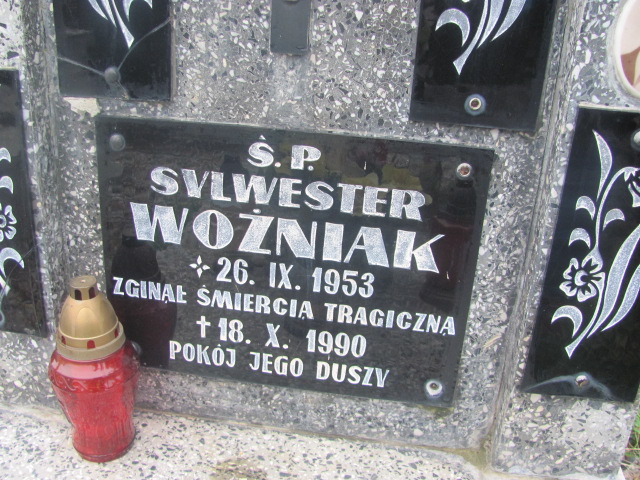 Ś.P.
SYLWESTER
WOŹNIAK
26. IX. 1953
ZGINĄŁ ŚMIERCIĄ TRAGICZNĄ
† 18. X. 1990
POKÓJ JEGO DUSZY